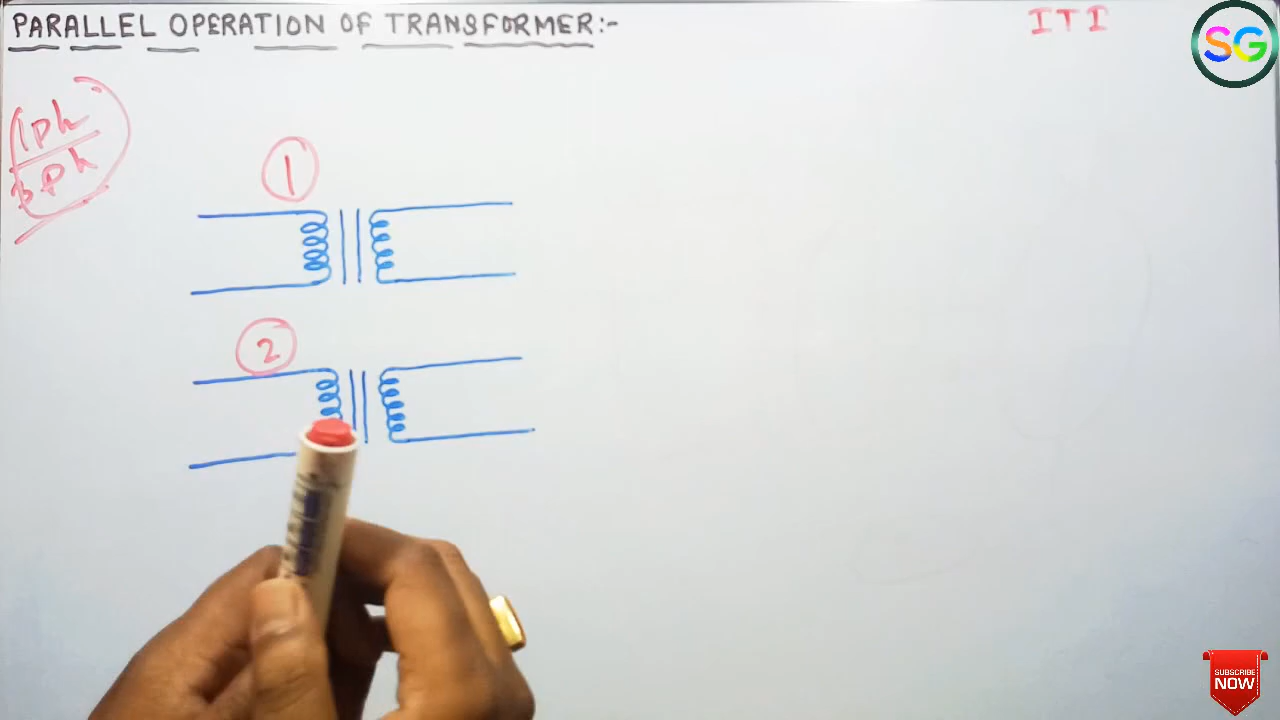 PARALLEL OPERATION OF TRANSFORMER:-
ITI
SG
1ph
3ph
1
2
SUBSCRIBE
NOW